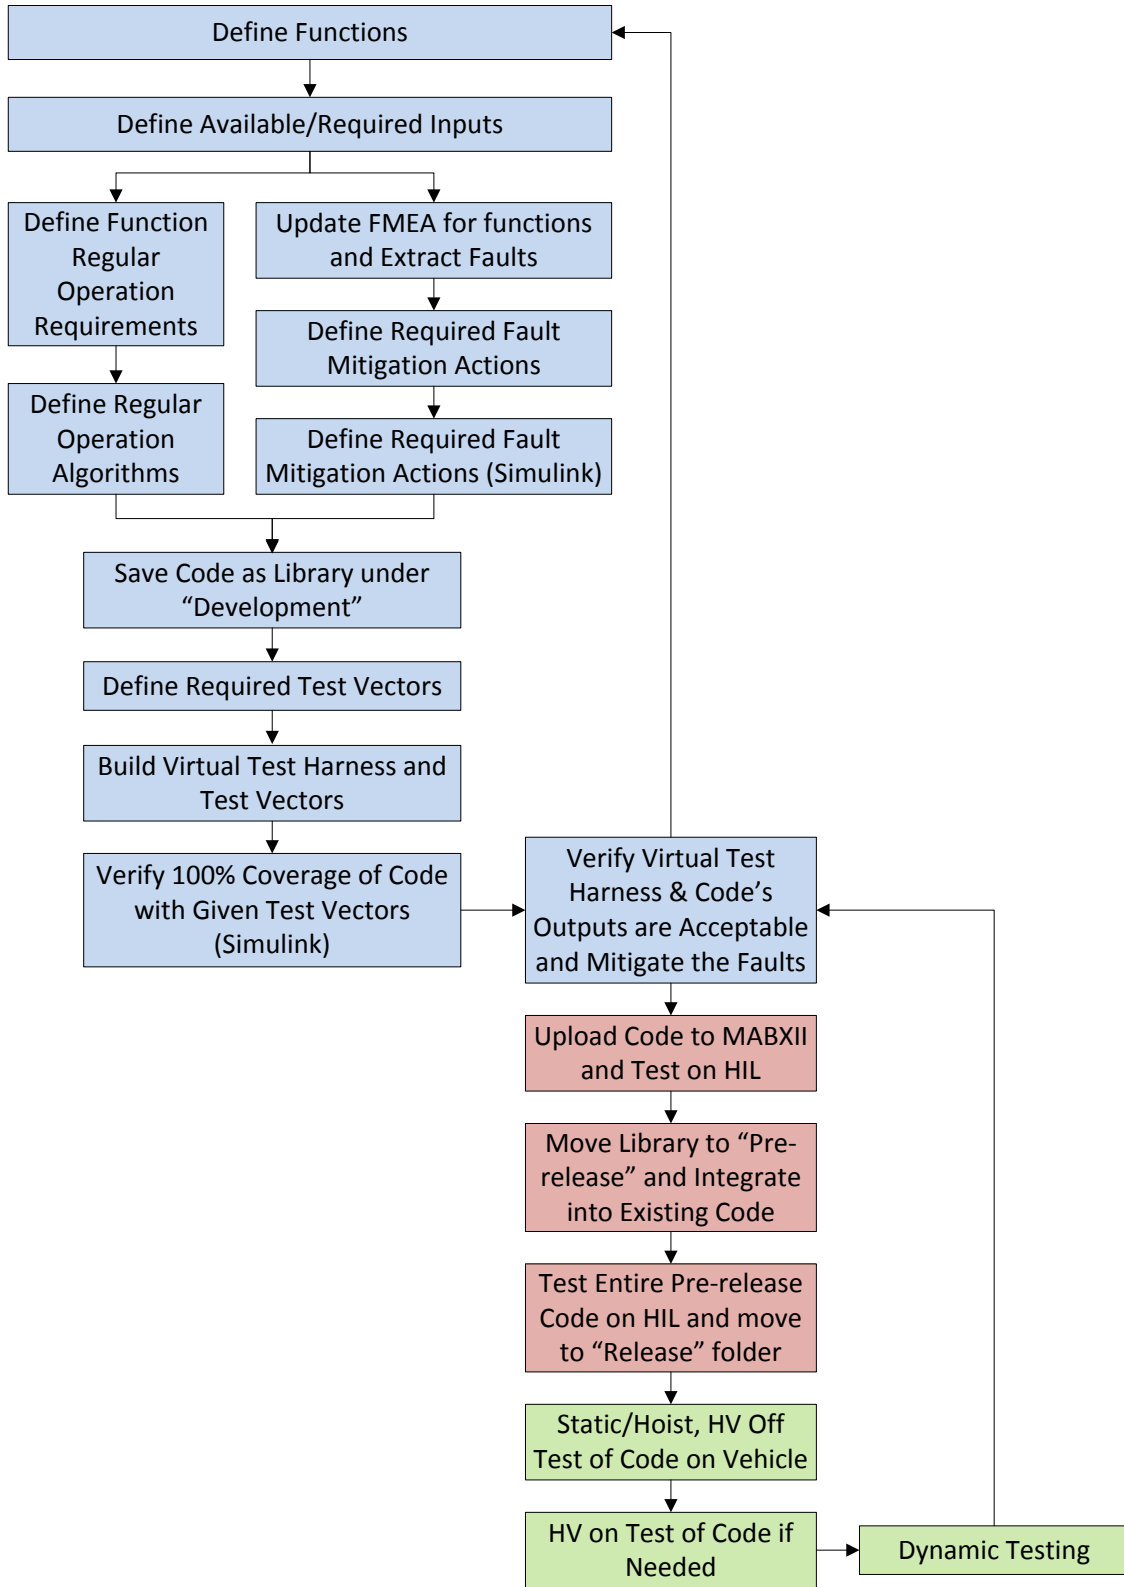 Define Functions
Define Available/Required Inputs
Define Function
Regular
Operation
Requirements
Update FMEA for functions
and Extract Faults
Define Required Fault
Mitigation Actions
Define Regular
Operation
Algorithms
Define Required Fault
Mitigation Actions (Simulink)
Save Code as Library under
“Development”
Define Required Test Vectors
Build Virtual Test Harness and
Test Vectors
Verify 100% Coverage of Code
with Given Test Vectors
(Simulink)
Verify Virtual Test
Harness & Code’s
Outputs are Acceptable
and Mitigate the Faults
Upload Code to MABXII
and Test on HIL
Move Library to “Pre-
release” and Integrate
into Existing Code
Test Entire Pre-release
Code on HIL and move
to “Release” folder
Static/Hoist, HV Off
Test of Code on Vehicle
HV on Test of Code if
Needed
Dynamic Testing